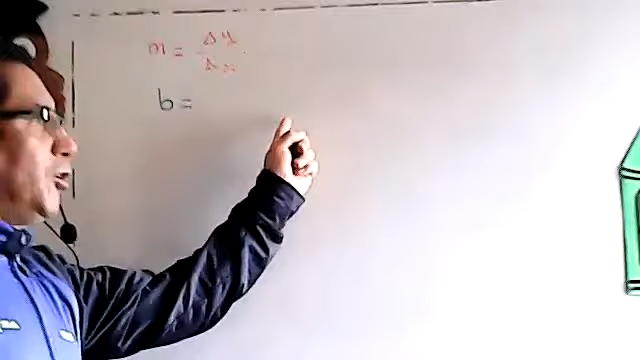 m = Δy
Δx
b =